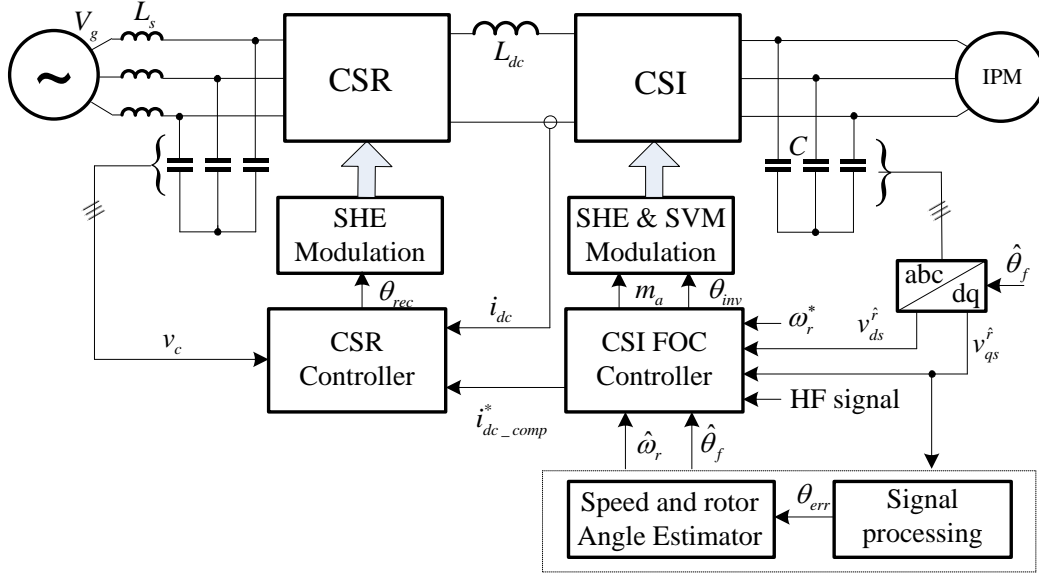 V_g
L_s
~
CSR
L_dc
CSI
IPM
C
SHE
Modulation
SHE & SVM
Modulation
abc
dq
θ̂_f
θ_rec
i_dc
m_a
θ_inv
ω_r^*
v_ds^r̂
v_qs^r̂
v_c
CSR
Controller
CSI FOC
Controller
HF signal
i^*_dc_comp
ω̂_r
θ̂_f
Speed and rotor
Angle Estimator
θ_err
Signal
processing